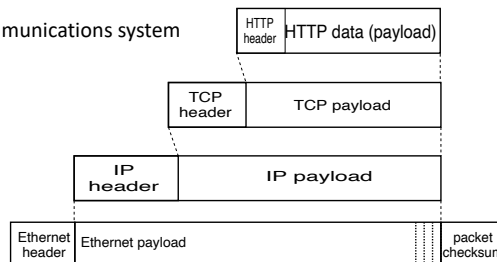 munications system
HTTP
header
HTTP data (payload)
TCP
header
TCP payload
IP
header
IP payload
Ethernet
header
Ethernet payload
packet
checksum